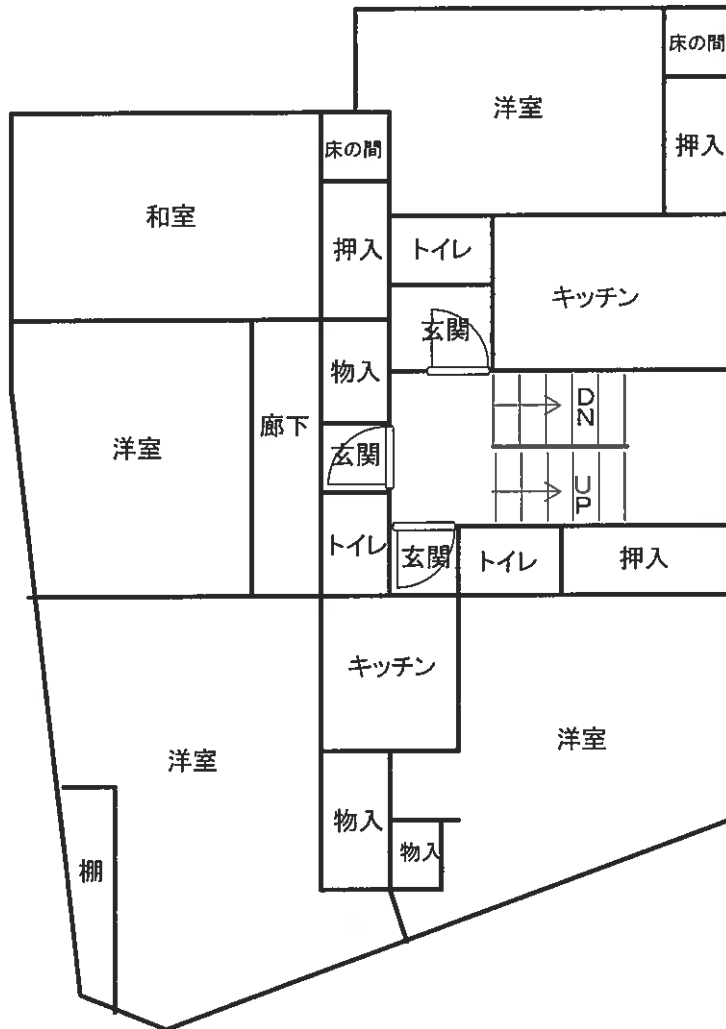 床の間
洋室
押入
床の間
和室
押入
トイレ
キッチン
玄関
物入
DN
廊下
洋室
玄関
UP
トイレ
玄関
トイレ
押入
キッチン
洋室
洋室
物入
物入
棚